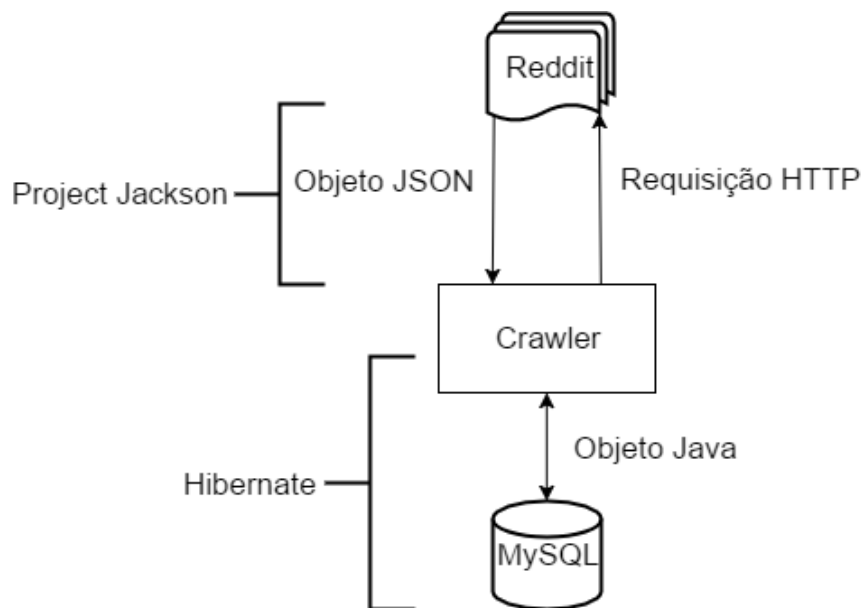 Reddit
Project Jackson
Objeto JSON
Requisição HTTP
Crawler
Hibernate
Objeto Java
MySQL